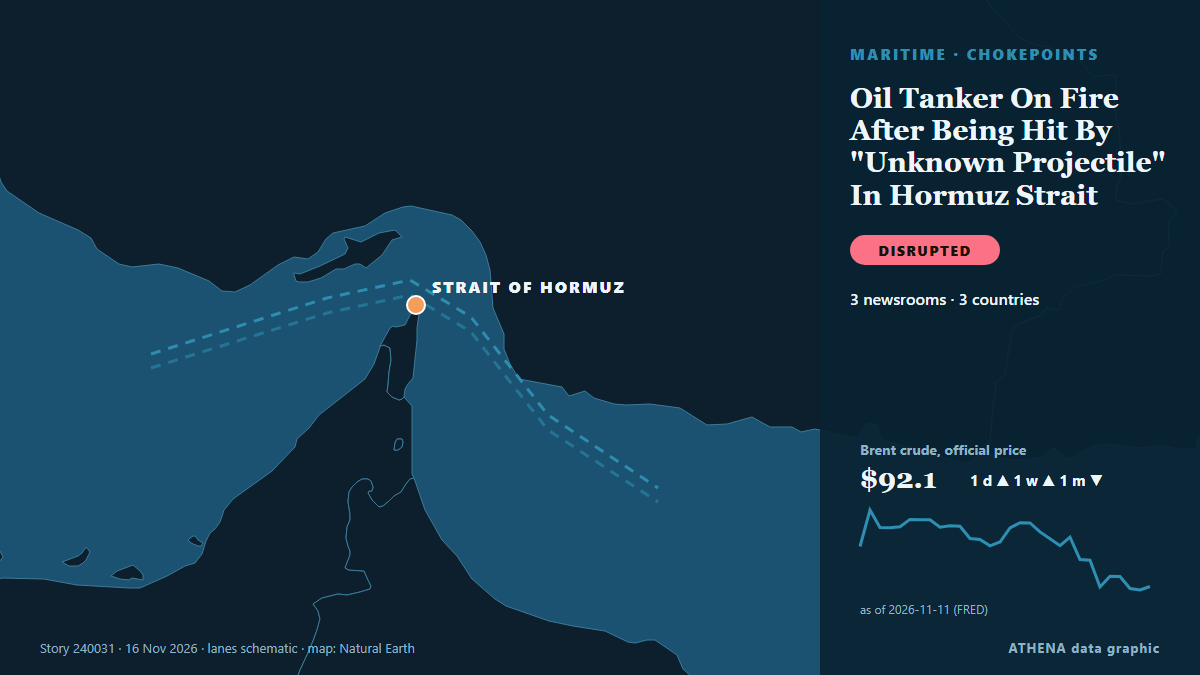 MARITIME · CHOKEPOINTS
Oil Tanker On Fire
After Being Hit By
"Unknown Projectile"
In Hormuz Strait
DISRUPTED
3 newsrooms · 3 countries
STRAIT OF HORMUZ
Brent crude, official price
$92.1 1 d ▲ 1 w ▲ 1 m ▼
as of 2026-11-11 (FRED)
Story 240031 · 16 Nov 2026 · lanes schematic · map: Natural Earth
ATHENA data graphic